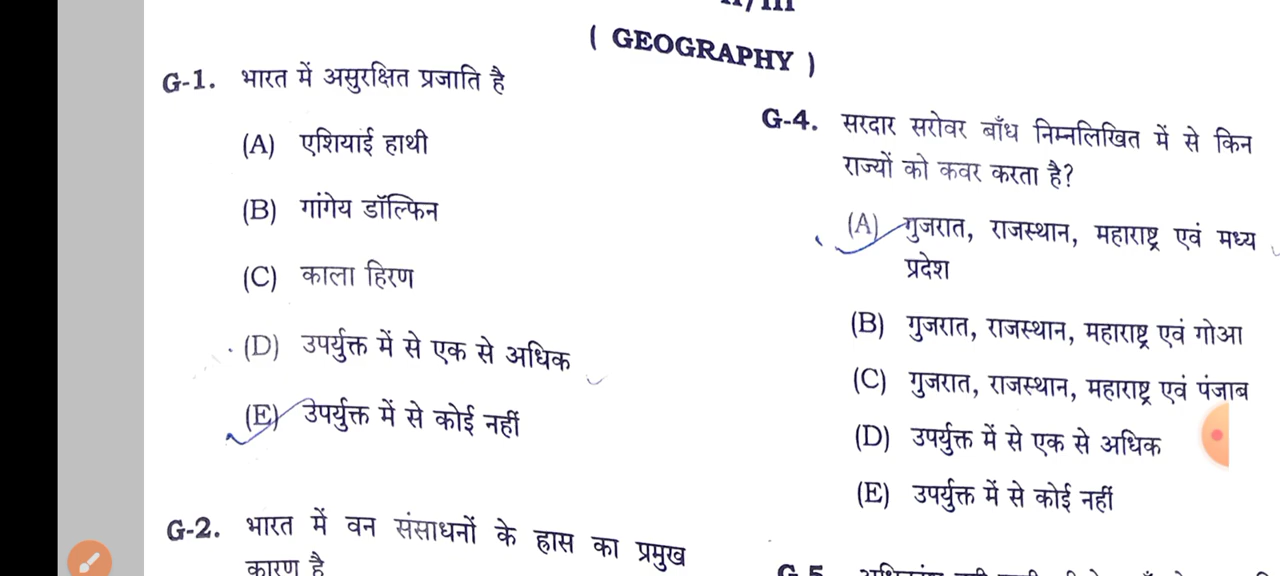 ( GEOGRAPHY )
G-1. भारत में असुरक्षित प्रजाति है
(A) एशियाई हाथी
(B) गांगेय डॉल्फिन
(C) काला हिरण
(D) उपर्युक्त में से एक से अधिक
(E) उपर्युक्त में से कोई नहीं
G-2. भारत में वन संसाधनों के ह्रास का प्रमुख
कारण है
G-4. सरदार सरोवर बाँध निम्नलिखित में से किन
राज्यों को कवर करता है?
(A) गुजरात, राजस्थान, महाराष्ट्र एवं मध्य
प्रदेश
(B) गुजरात, राजस्थान, महाराष्ट्र एवं गोआ
(C) गुजरात, राजस्थान, महाराष्ट्र एवं पंजाब
(D) उपर्युक्त में से एक से अधिक
(E) उपर्युक्त में से कोई नहीं